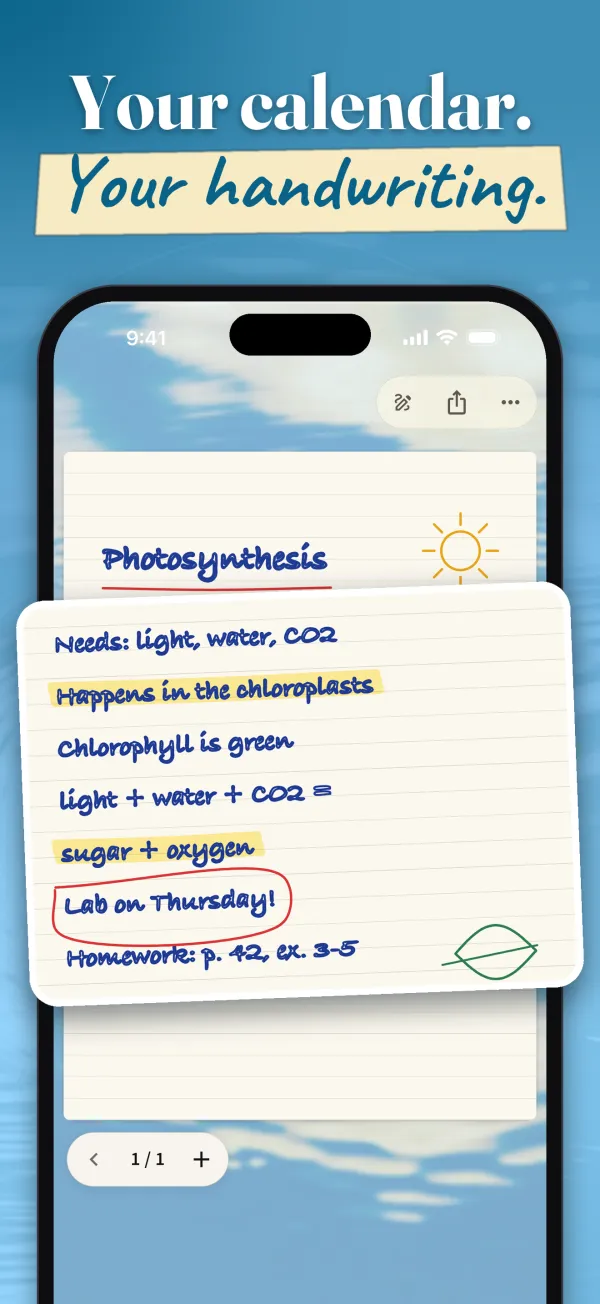 Your calendar.
Your handwriting.
9:41
Photosynthesis
Needs: light, water, CO2
Happens in the chloroplasts
Chlorophyll is green
light + water + CO2 =
sugar + oxygen
Lab on Thursday!
Homework: p. 42, ex. 3-5
1 / 1